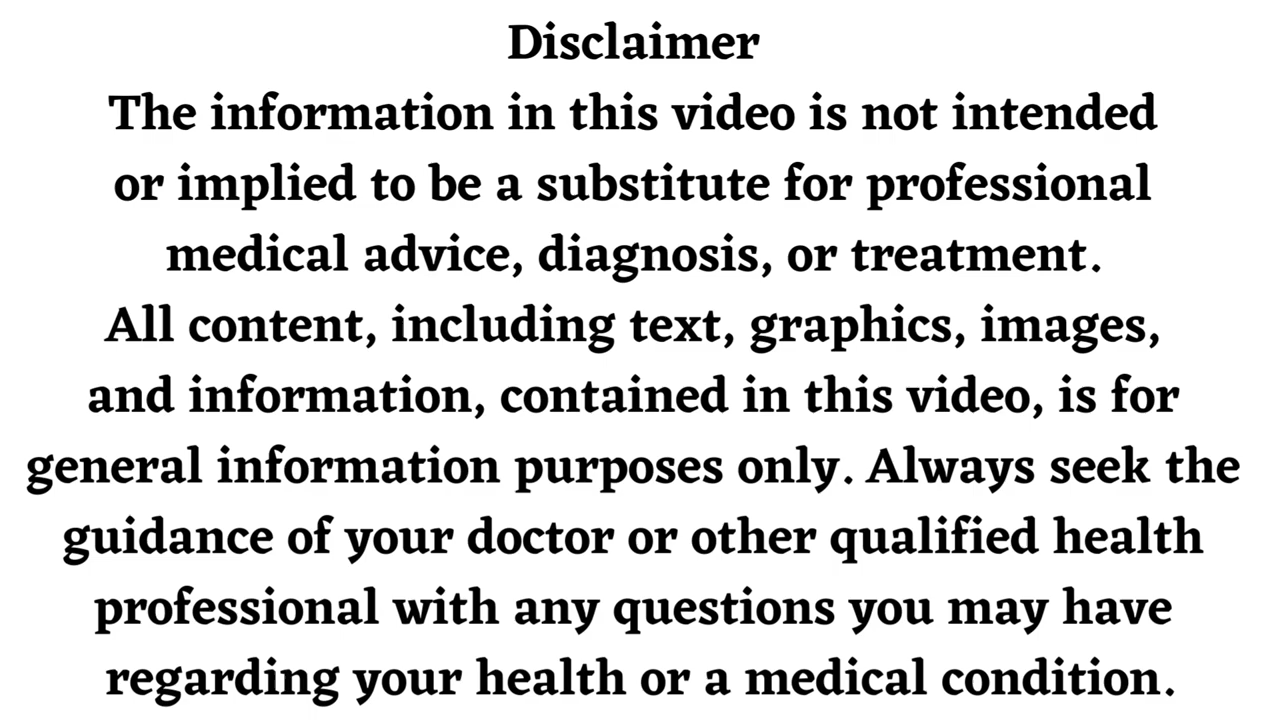 Disclaimer
The information in this video is not intended
or implied to be a substitute for professional
medical advice, diagnosis, or treatment.
All content, including text, graphics, images,
and information, contained in this video, is for
general information purposes only. Always seek the
guidance of your doctor or other qualified health
professional with any questions you may have
regarding your health or a medical condition.